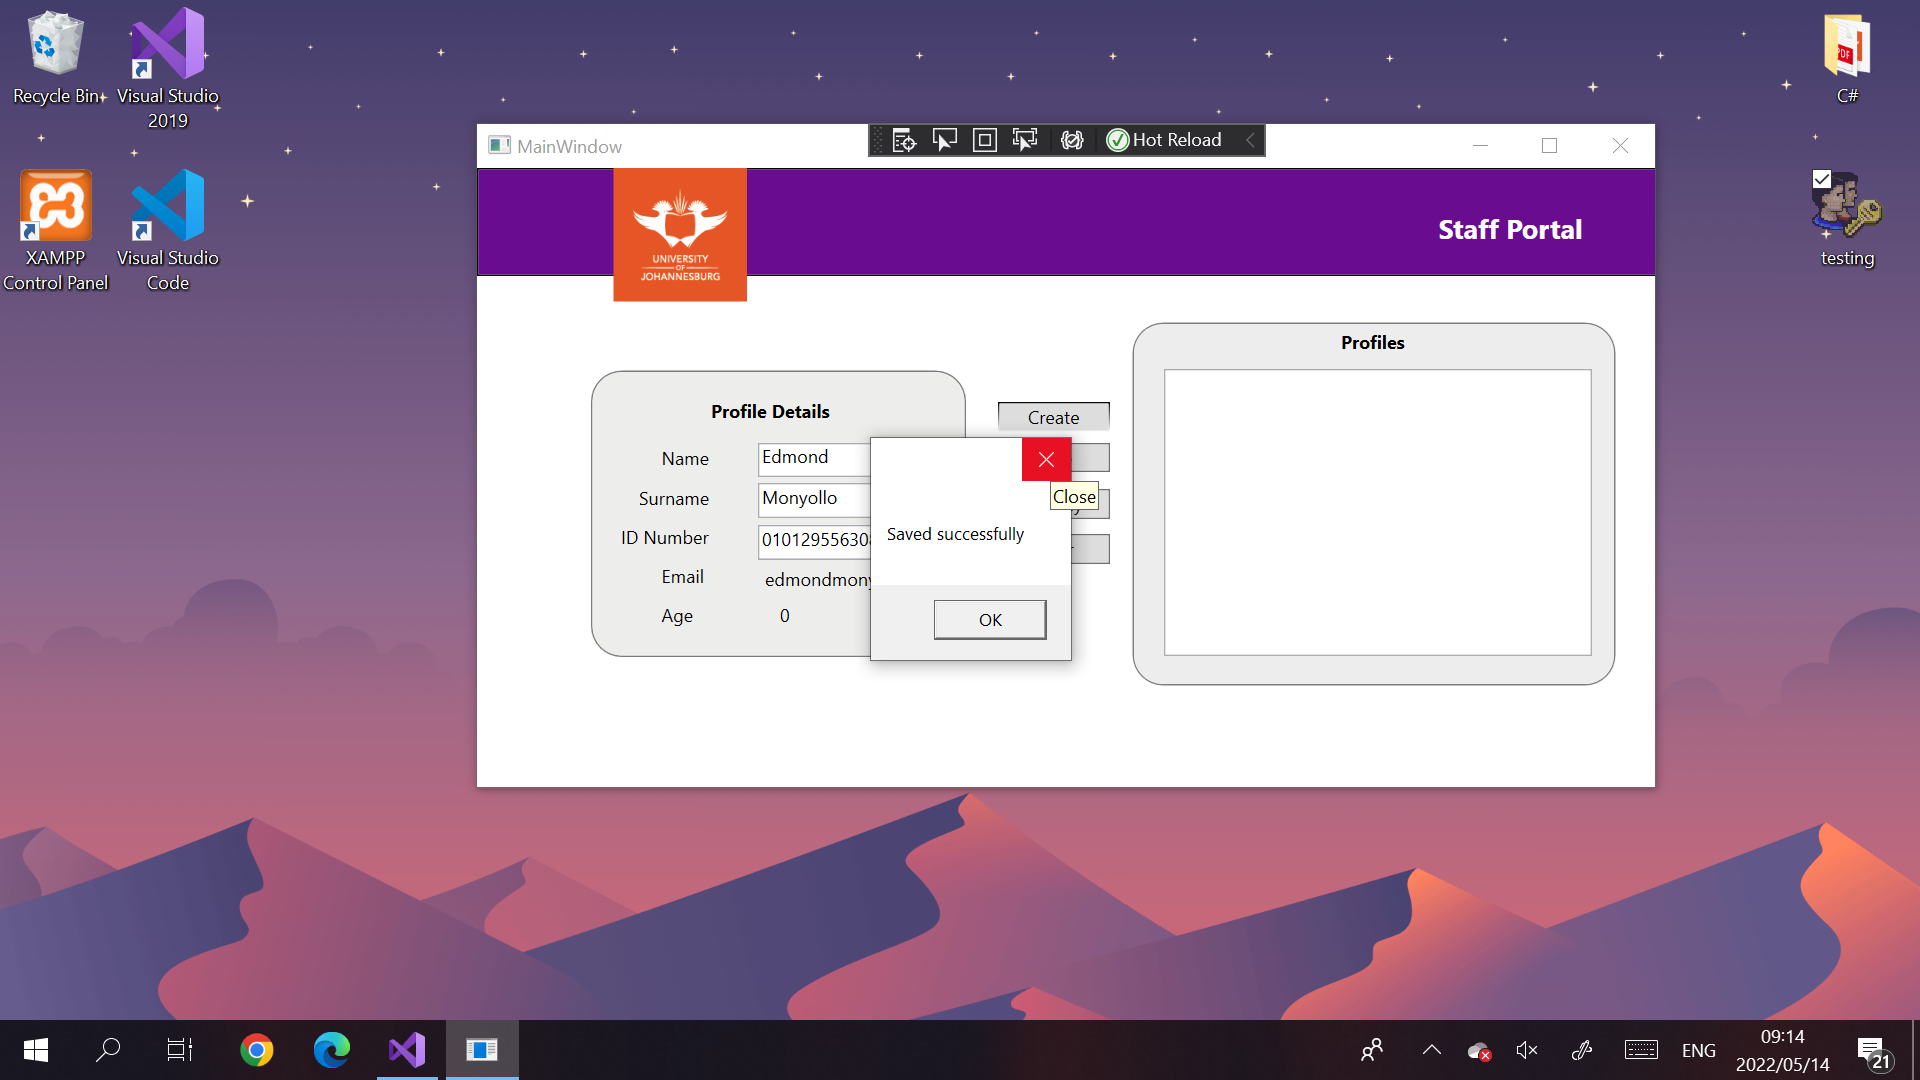 Recycle Bin
Visual Studio
2019
XAMPP
Control Panel
Visual Studio
Code
C#
PDF
testing
MainWindow
Hot Reload
UNIVERSITY
OF
JOHANNESBURG
Staff Portal
Profile Details
Name
Edmond
Surname
Monyollo
ID Number
010129556308
Email
edmondmony
Age
0
Create
Saved successfully
Close
OK
Profiles
ENG
09:14
2022/05/14
21